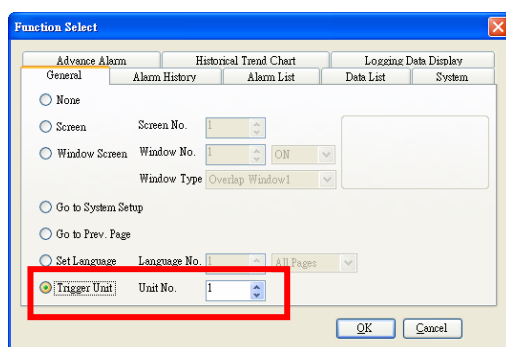 Function Select
Advance Alarm Historical Trend Chart Logging Data Display
General Alarm History Alarm List Data List System
None
Screen Screen No. 1
Window Screen Window No. 1 ON
Window Type Overlap Window1
Go to System Setup
Go to Prev. Page
Set Language Language No. 1 All Pages
Trigger Unit Unit No. 1
OK Cancel